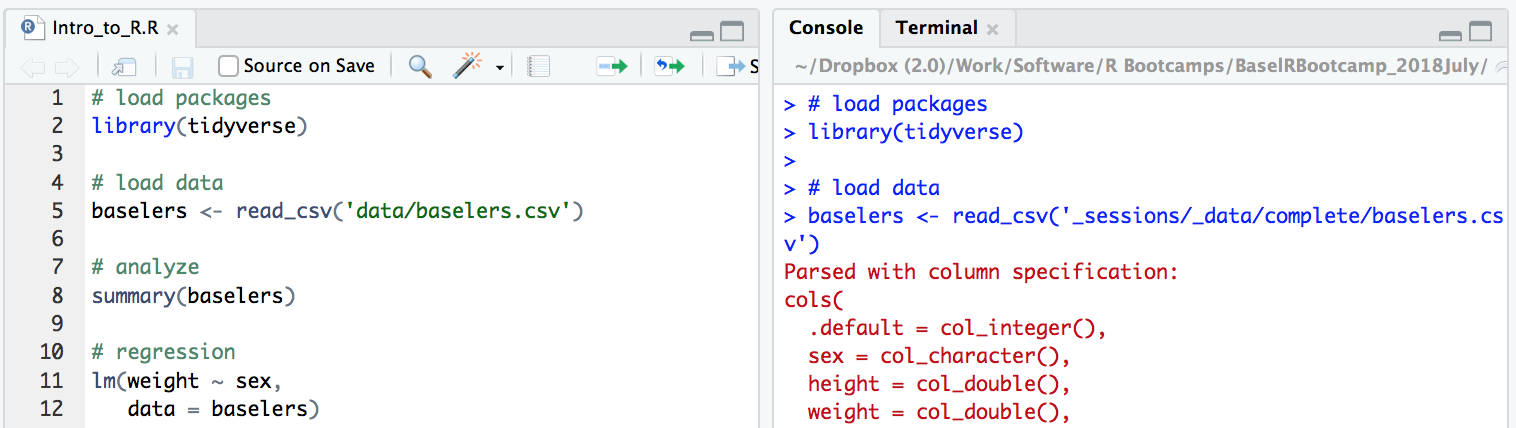 Intro_to_R.R
Source on Save
S
1 # load packages
2 library(tidyverse)
3
4 # load data
5 baselers <- read_csv('data/baselers.csv')
6
7 # analyze
8 summary(baselers)
9
10 # regression
11 lm(weight ~ sex,
12    data = baselers)
Console Terminal
~/Dropbox (2.0)/Work/Software/R Bootcamps/BaselRBootcamp_2018July/
> # load packages
> library(tidyverse)
>
> # load data
> baselers <- read_csv('_sessions/_data/complete/baselers.cs
v')
Parsed with column specification:
cols(
  .default = col_integer(),
  sex = col_character(),
  height = col_double(),
  weight = col_double(),